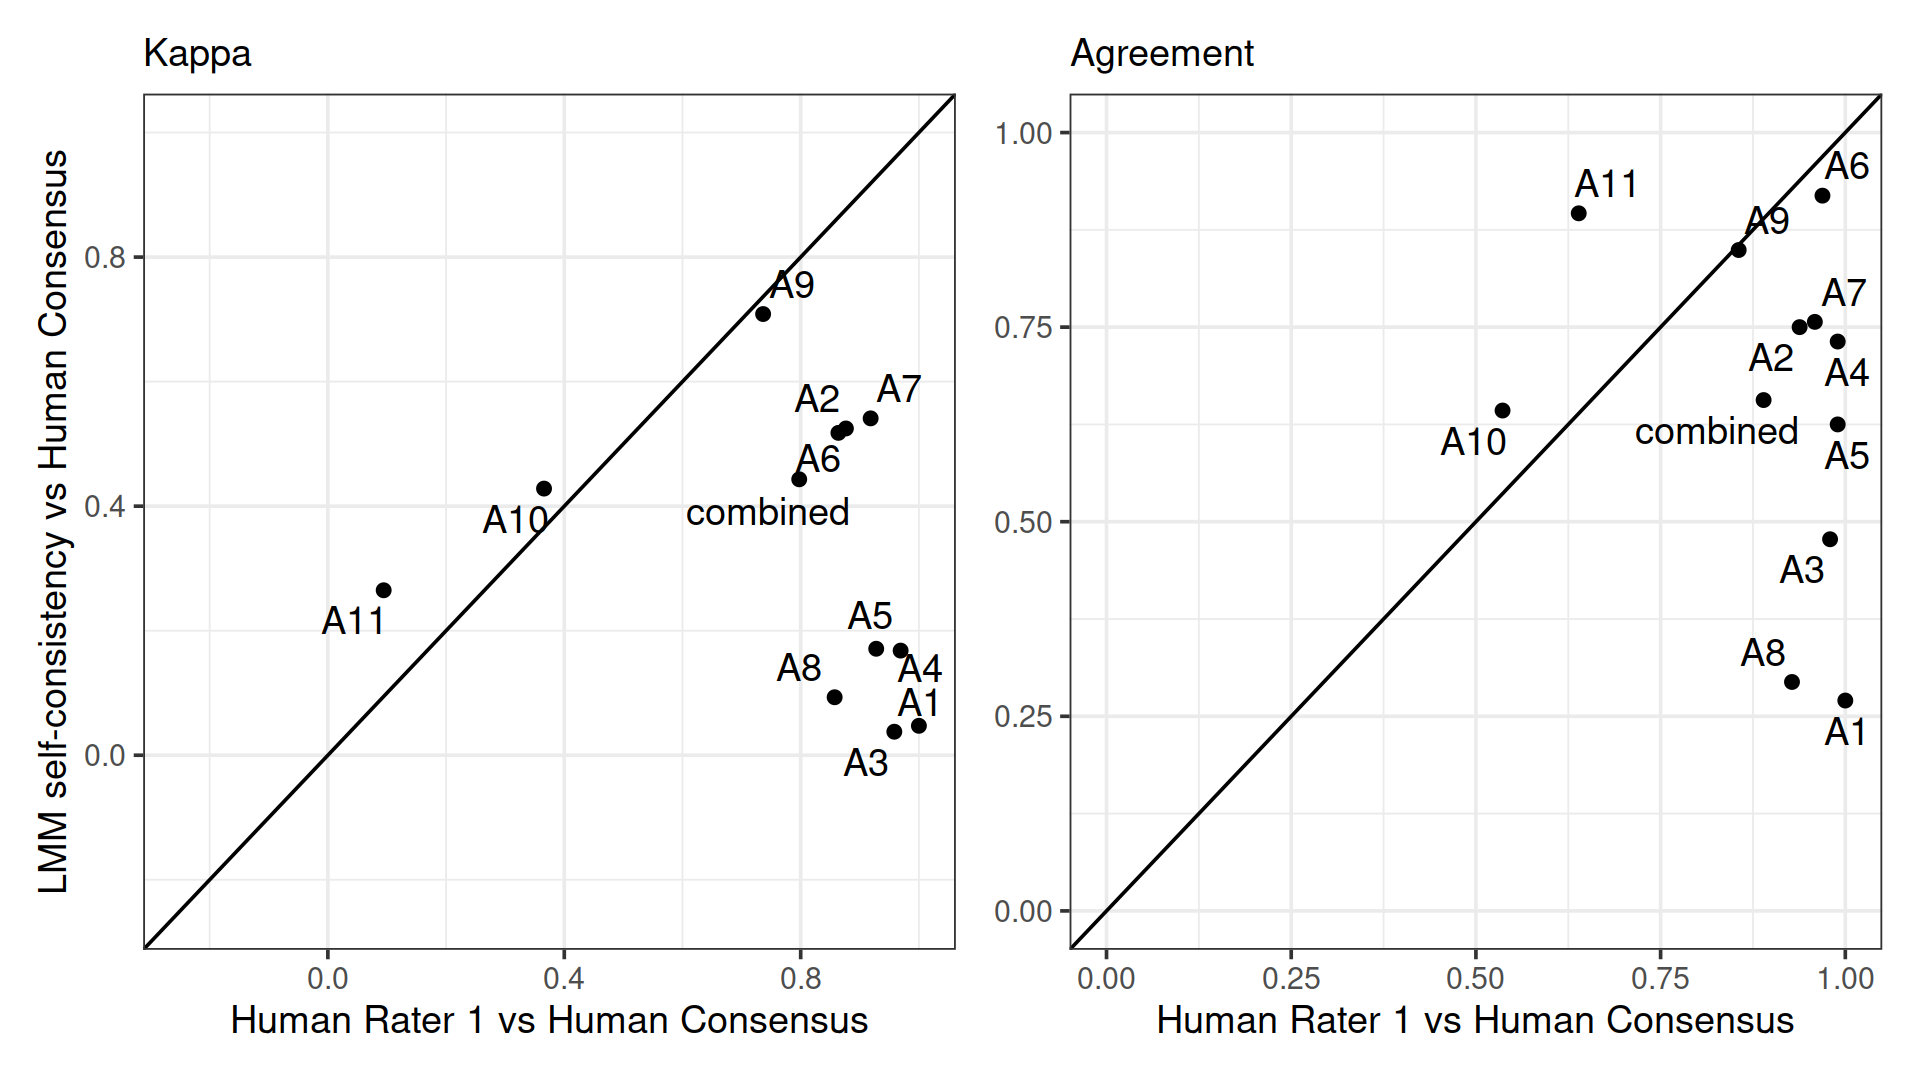 Kappa
LMM self-consistency vs Human Consensus
0.8
0.4
0.0
A9
A2
A7
A6
combined
A10
A11
A5
A8
A4
A1
A3
0.0
0.4
0.8
Human Rater 1 vs Human Consensus
Agreement
1.00
0.75
0.50
0.25
0.00
A6
A11
A9
A7
A2
A4
combined
A10
A5
A3
A8
A1
0.00
0.25
0.50
0.75
1.00
Human Rater 1 vs Human Consensus